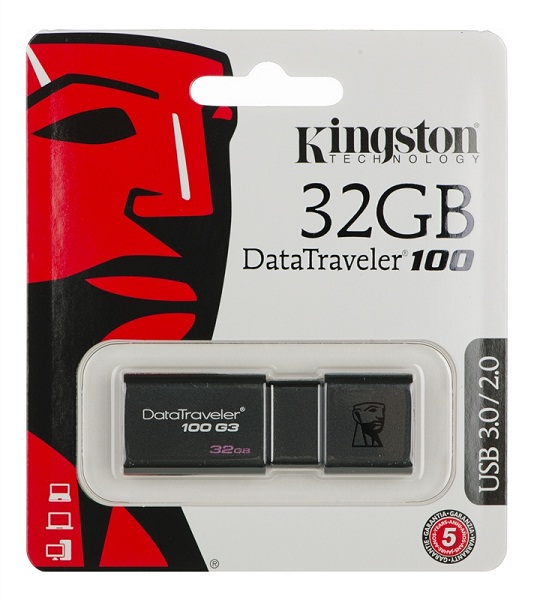 Kingston
TECHNOLOGY
32GB
DataTraveler® 100
DataTraveler®
100 G3
32GB
USB 3.0 / 2.0
5
®